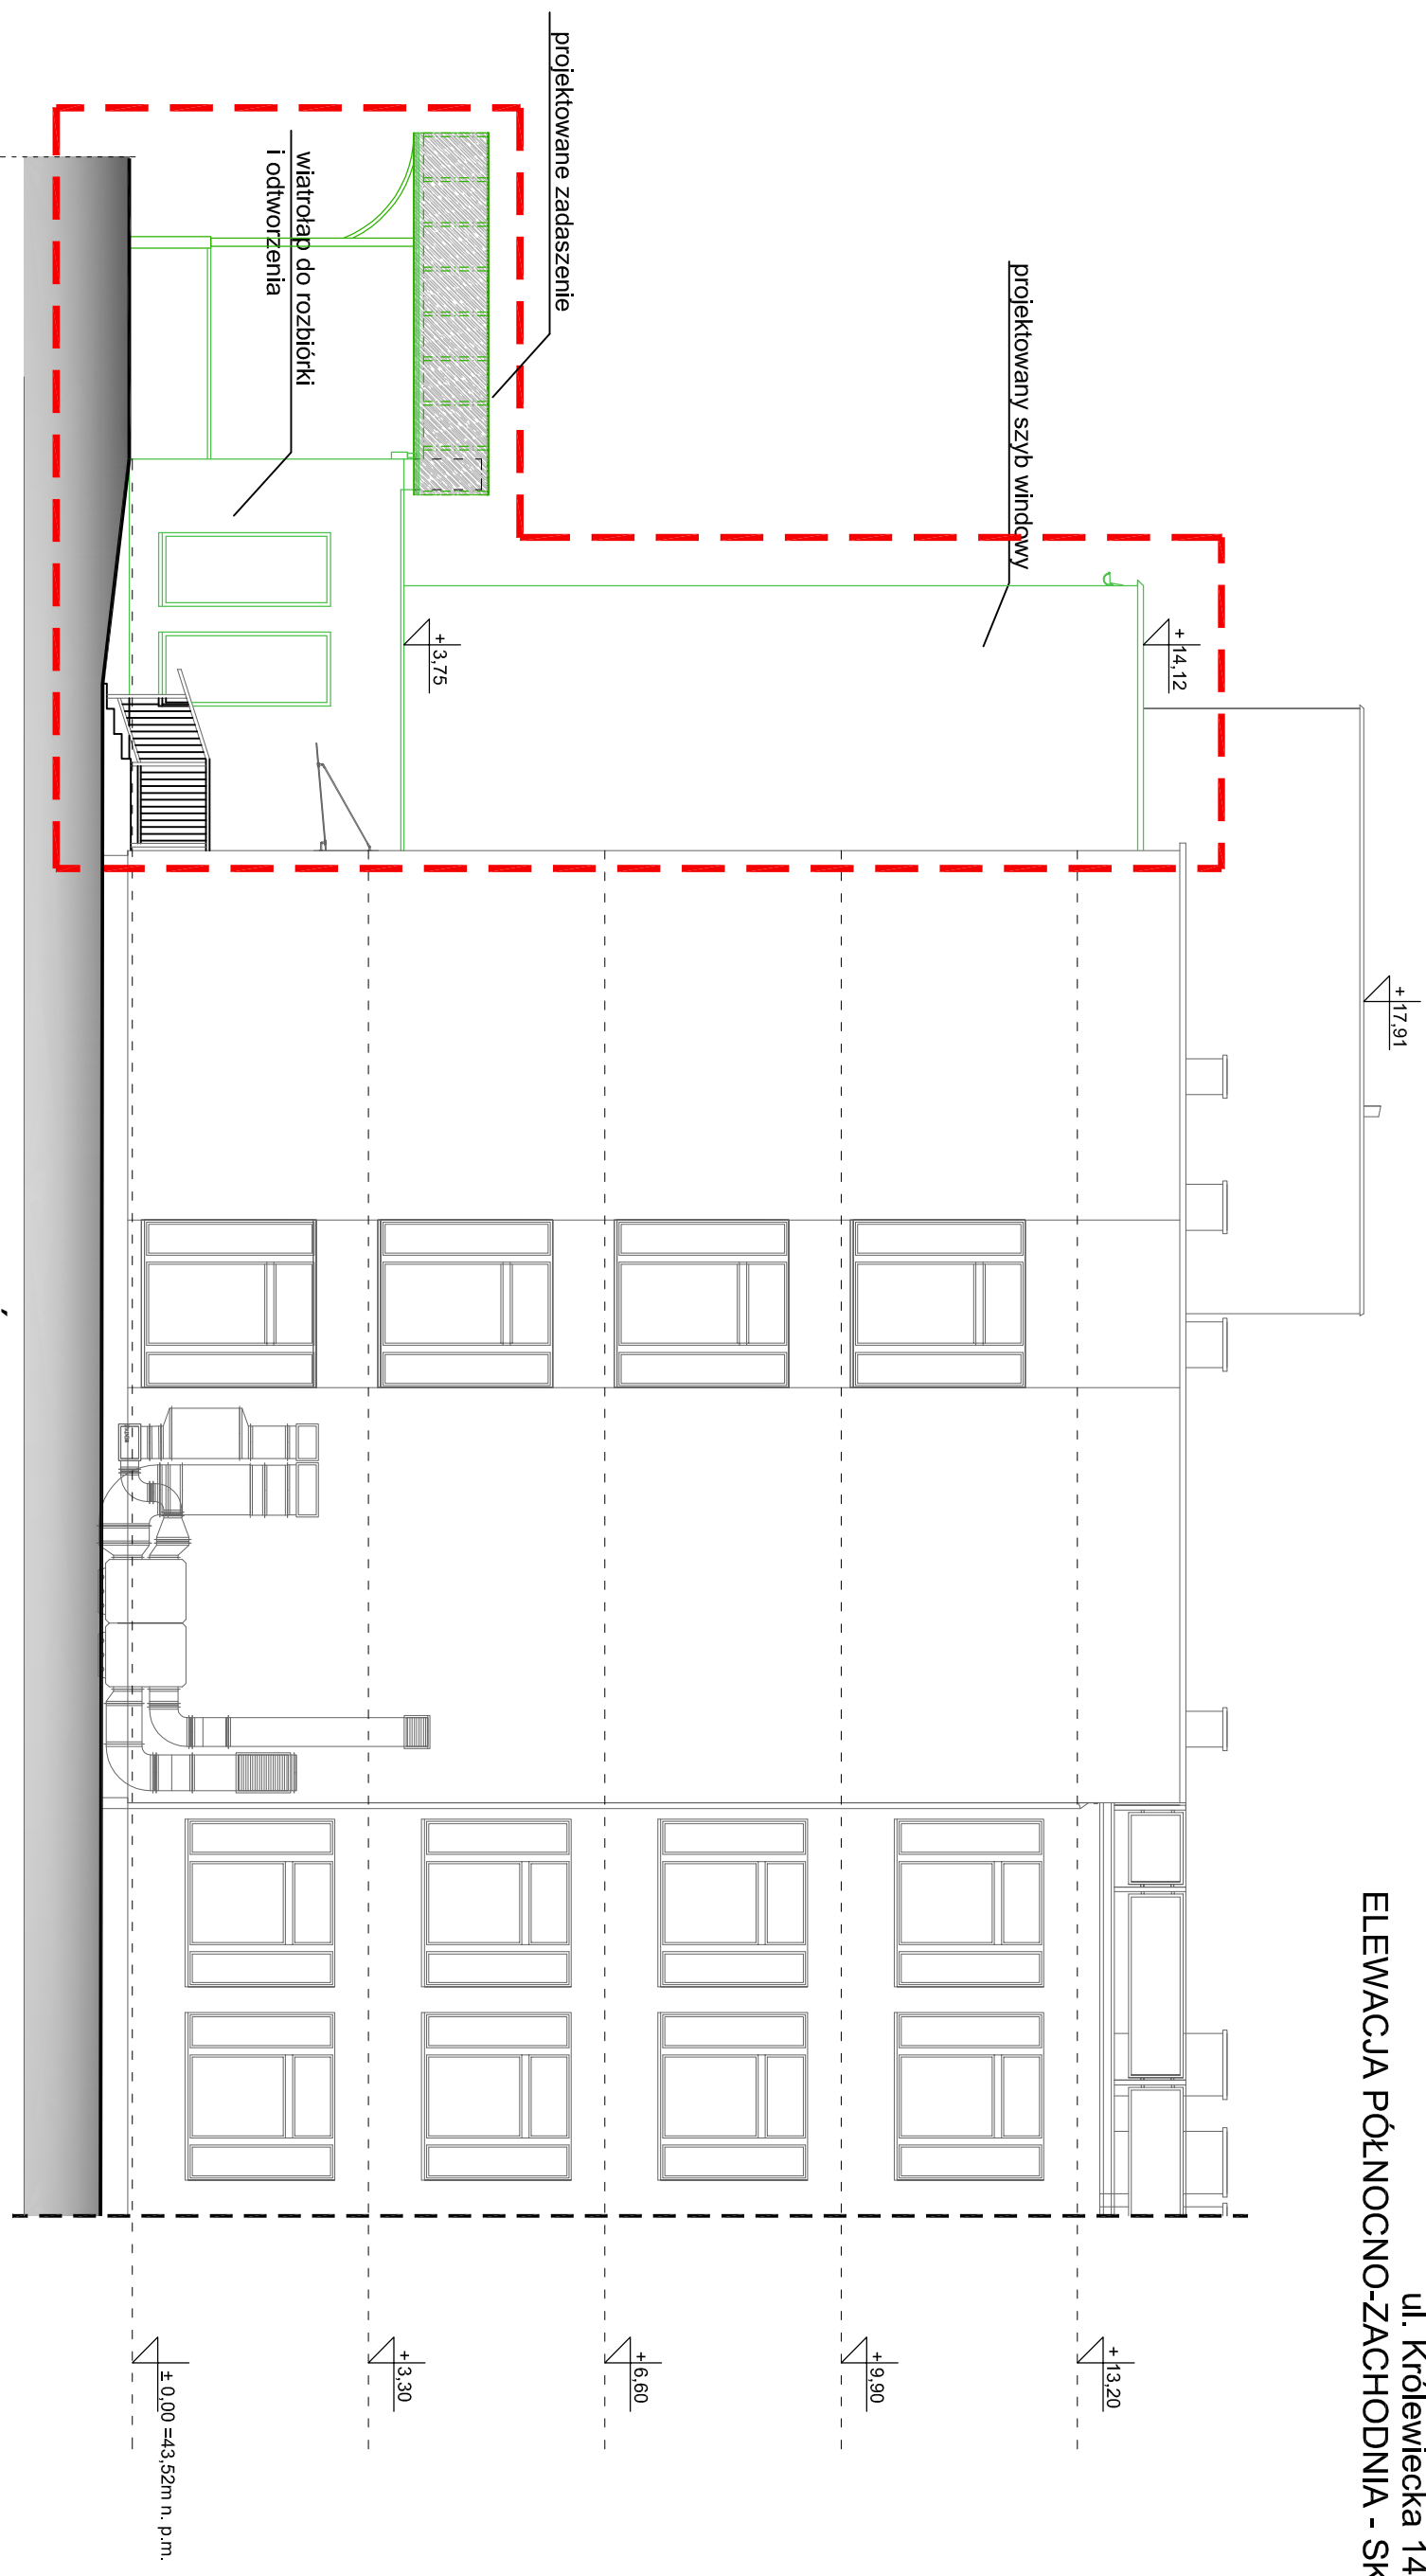 ul. Królewiecka 14
ELEWACJA PÓŁNOCNO-ZACHODNIA - SK
+17,91
projektowany szyb windowy
+14,12
projektowane zadaszenie
+3,75
wiatrołap do rozbiórki
i odtworzenia
+13,20
+9,90
+6,60
+3,30
± 0,00 =43,52m n. p.m.